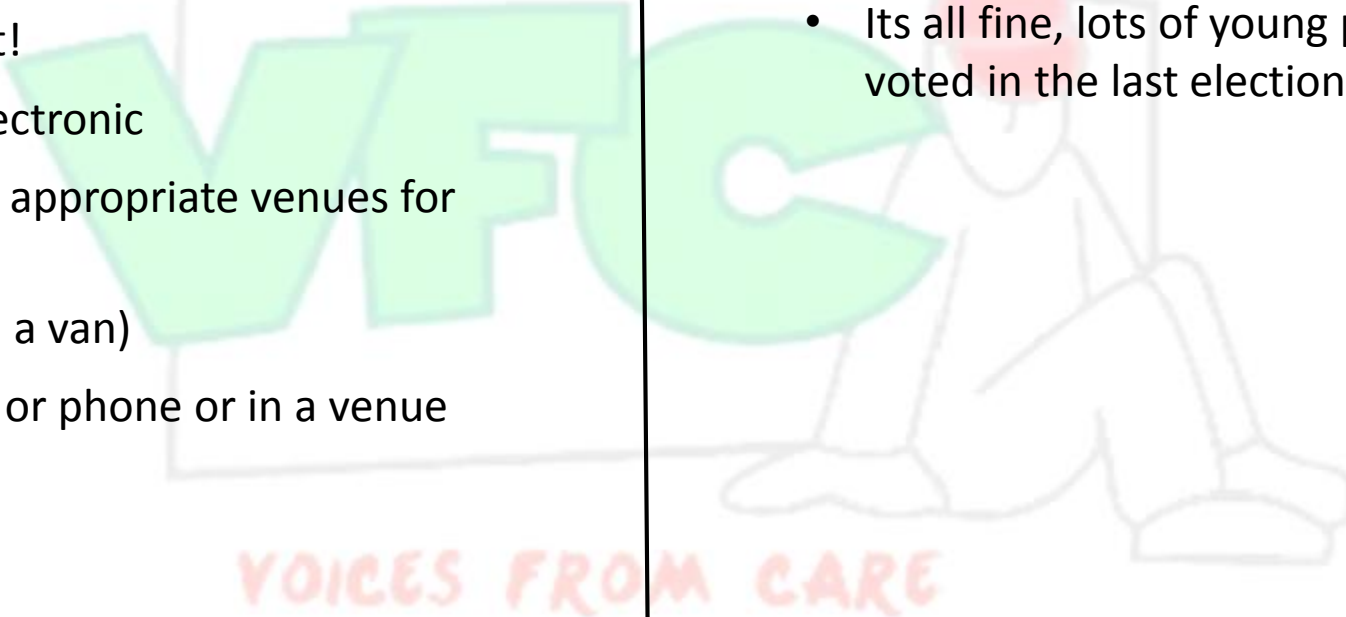 t!
ectronic
appropriate venues for
a van)
or phone or in a venue
• Its all fine, lots of young
voted in the last election
VFC
VOICES FROM CARE